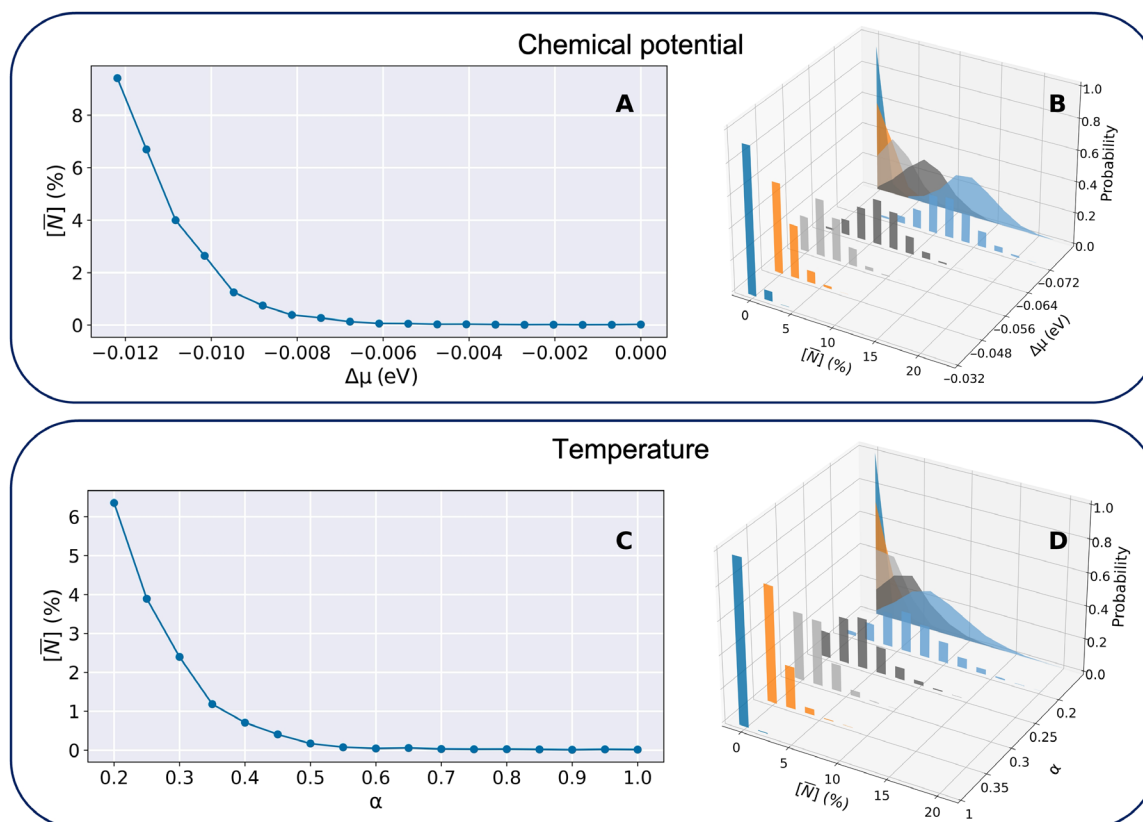 Chemical potential
A
[N̅] (%)
8
6
4
2
0
−0.012 −0.010 −0.008 −0.006 −0.004 −0.002 0.000
Δμ (eV)
B
1.0
0.8
0.6
0.4
0.2
0.0
Probability
0 5 10 15 20
[N̅] (%)
−0.072
−0.064
−0.056
−0.048
−0.032
Δμ (eV)
Temperature
C
[N̅] (%)
6
5
4
3
2
1
0
0.2 0.3 0.4 0.5 0.6 0.7 0.8 0.9 1.0
α
D
1.0
0.8
0.6
0.4
0.2
0.0
Probability
0 5 10 15 20
[N̅] (%)
0.2
0.25
0.3
0.35
1
α